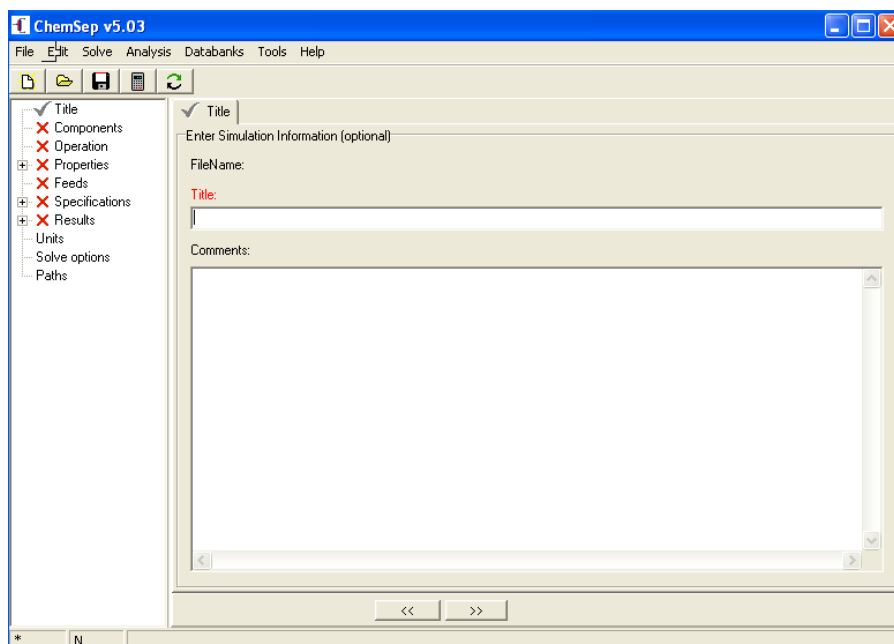 ChemSep v5.03
File Edit Solve Analysis Databanks Tools Help
Title
Components
Operation
Properties
Feeds
Specifications
Results
Units
Solve options
Paths
Title
Enter Simulation Information (optional)
FileName:
Title:
Comments:
<< >>
* N